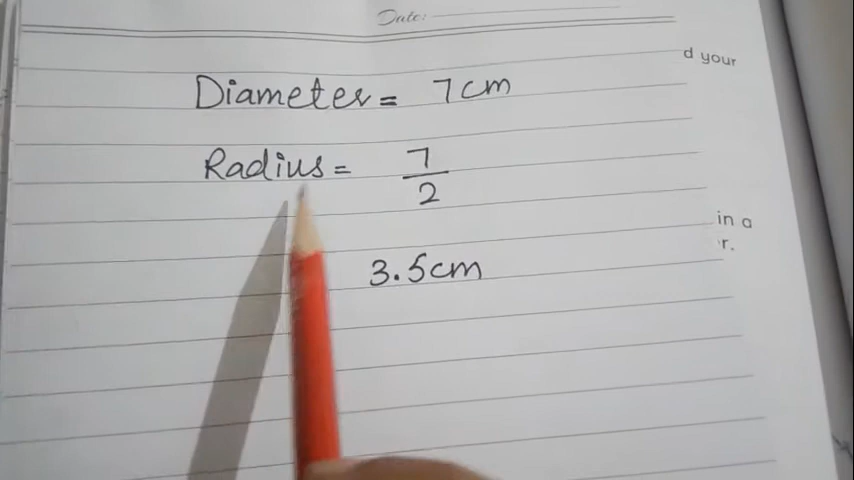 Date:
d your
Diameter = 7cm
Radius = 7/2
in a
r.
3.5cm